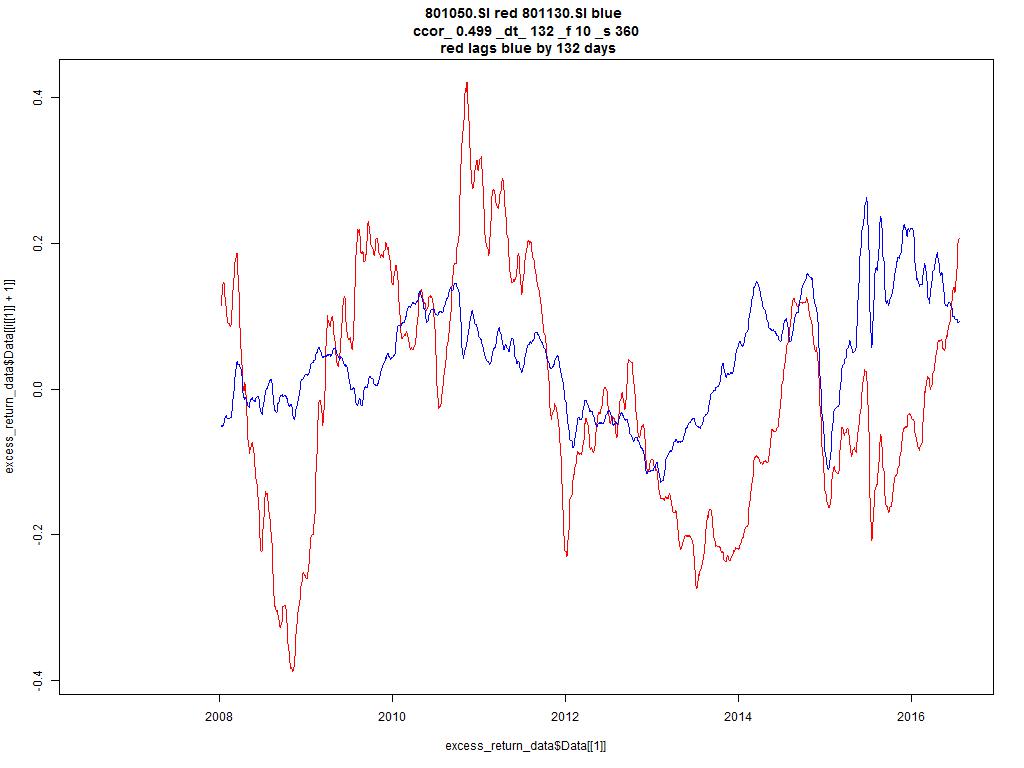 801050.SI red 801130.SI blue
ccor_ 0.499 _dt_ 132 _f 10 _s 360
red lags blue by 132 days
0.4
0.2
0.0
-0.2
-0.4
excess_return_data$Data[[i[i[1]] + 1]]
2008 2010 2012 2014 2016
excess_return_data$Data[[1]]